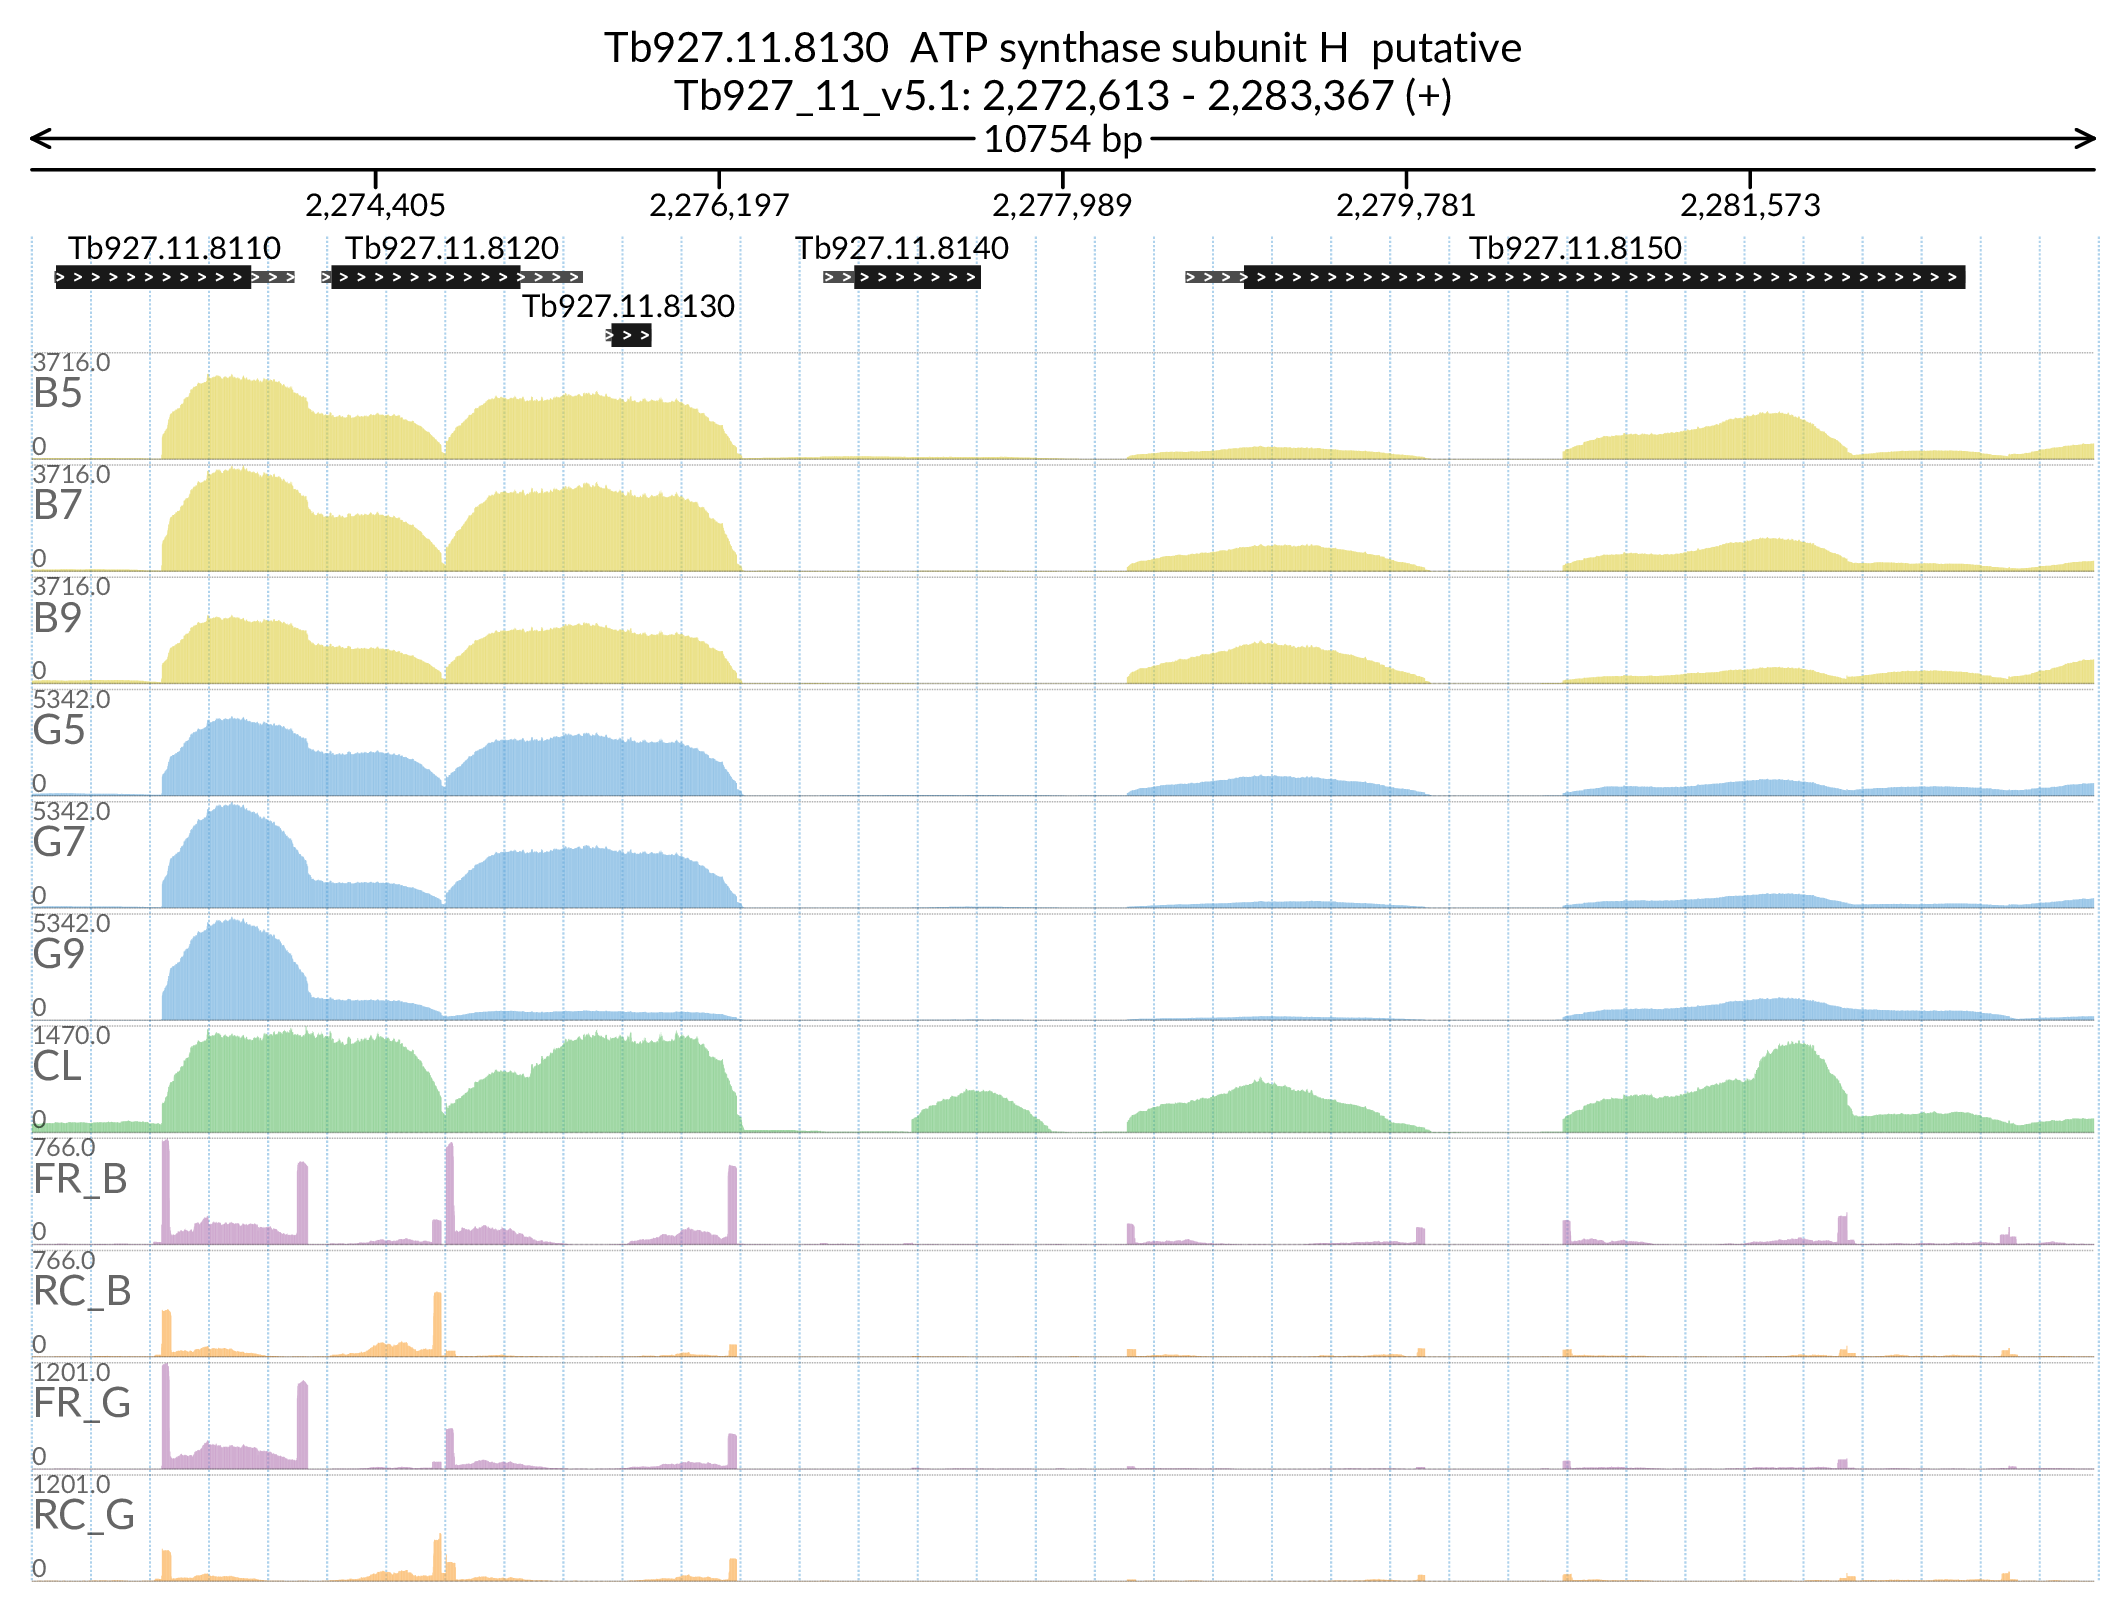 Tb927.11.8130  ATP synthase subunit H  putative
Tb927_11_v5.1: 2,272,613 - 2,283,367 (+)
10754 bp
2,274,405 2,276,197 2,277,989 2,279,781 2,281,573
Tb927.11.8110 Tb927.11.8120 Tb927.11.8140 Tb927.11.8150
Tb927.11.8130
3716.0
B5
0
3716.0
B7
0
3716.0
B9
0
5342.0
G5
0
5342.0
G7
0
5342.0
G9
0
1470.0
CL
0
766.0
FR_B
0
766.0
RC_B
0
1201.0
FR_G
0
1201.0
RC_G
0